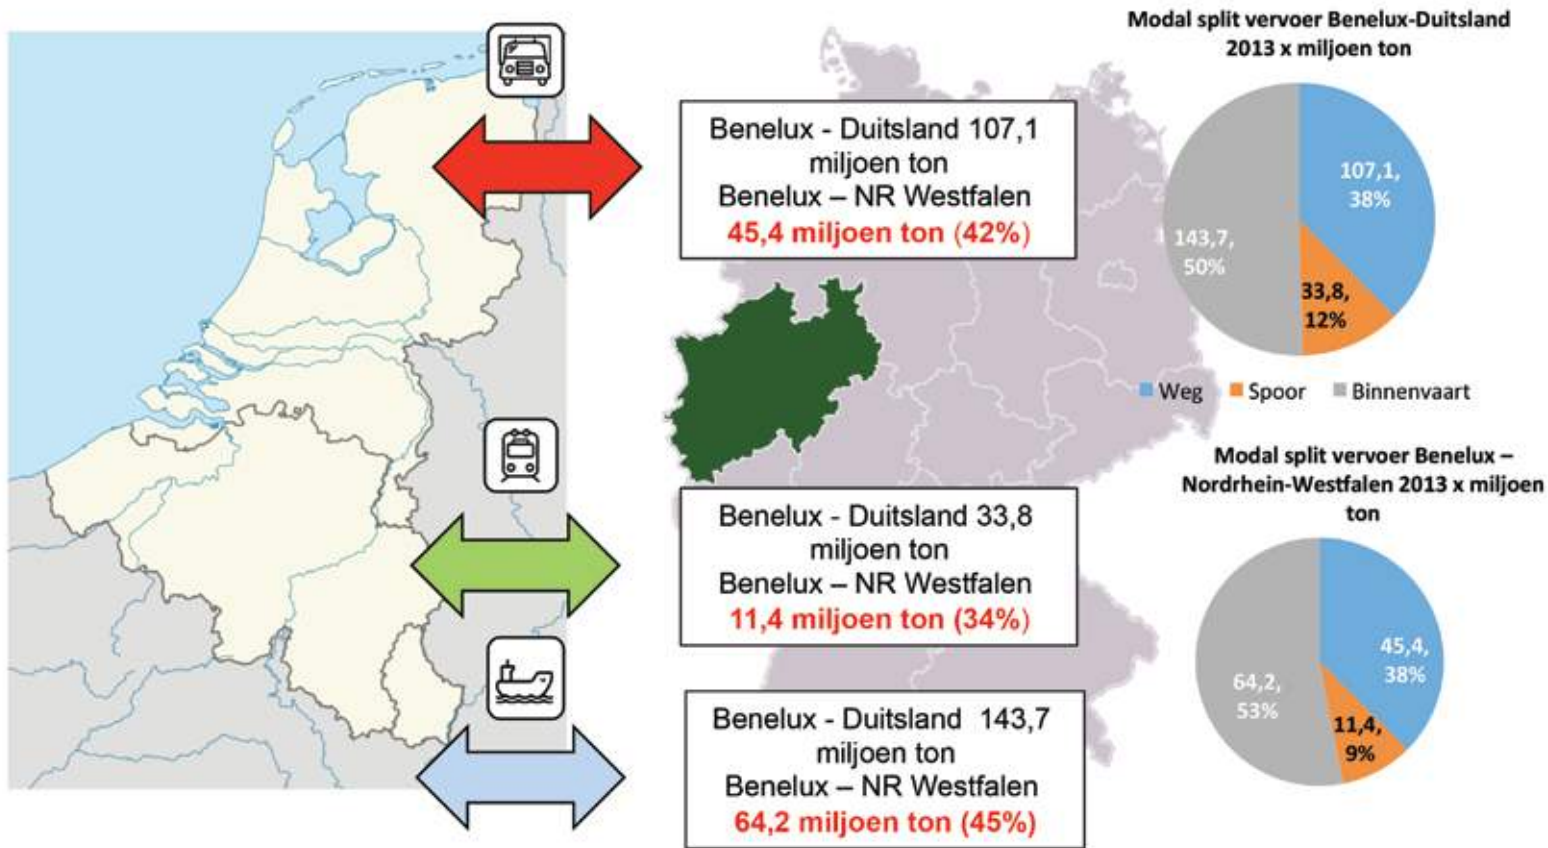 Modal split vervoer Benelux-Duitsland
2013 x miljoen ton
Benelux - Duitsland 107,1
miljoen ton
Benelux – NR Westfalen
45,4 miljoen ton (42%)
107,1,
38%
143,7,
50%
33,8,
12%
Weg Spoor Binnenvaart
Benelux - Duitsland 33,8
miljoen ton
Benelux – NR Westfalen
11,4 miljoen ton (34%)
Modal split vervoer Benelux –
Nordrhein-Westfalen 2013 x miljoen
ton
45,4,
38%
64,2,
53%
11,4,
9%
Benelux - Duitsland 143,7
miljoen ton
Benelux – NR Westfalen
64,2 miljoen ton (45%)